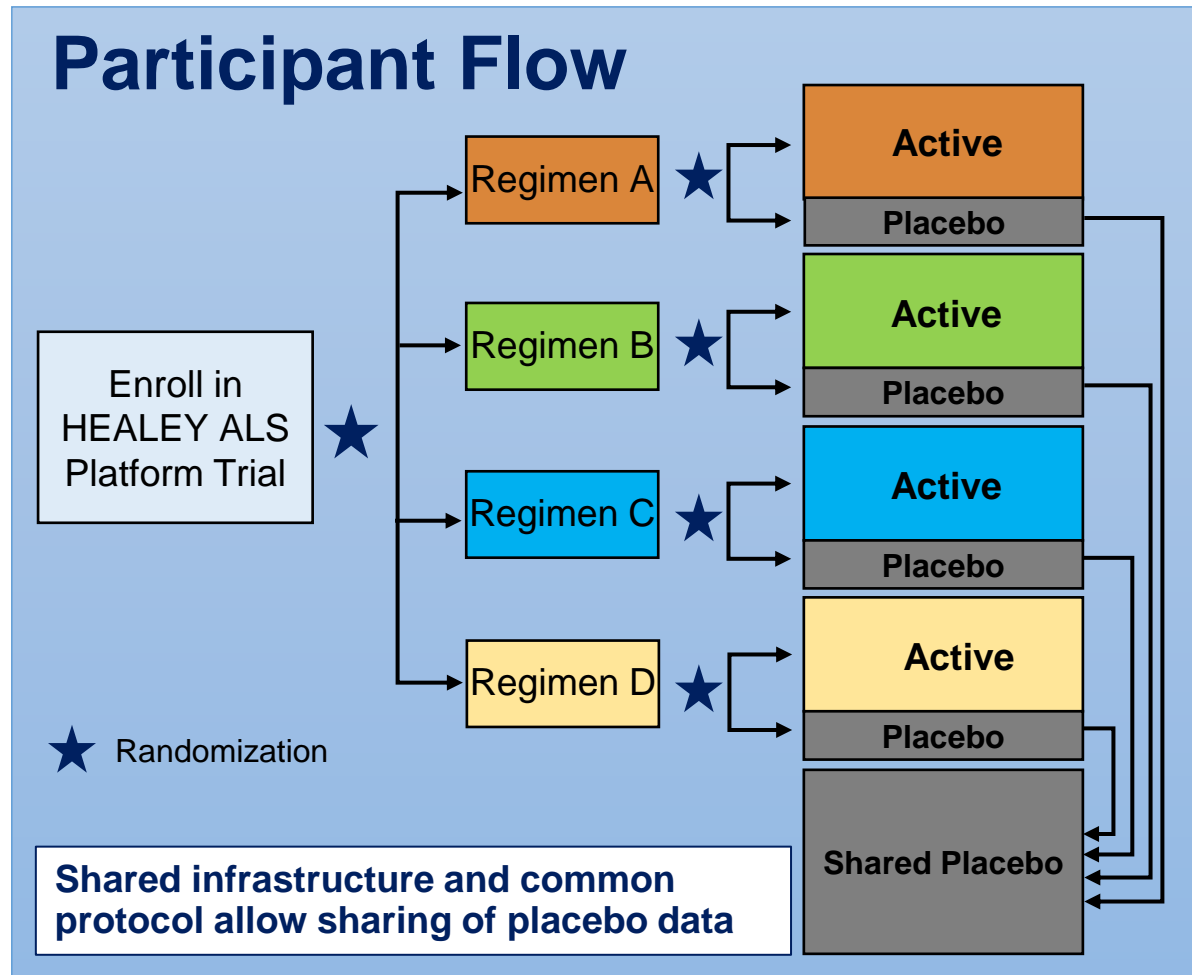 Participant Flow
Enroll in
HEALEY ALS
Platform Trial
Regimen A
Active
Placebo
Regimen B
Active
Placebo
Regimen C
Active
Placebo
Regimen D
Active
Placebo
Shared Placebo
Randomization
Shared infrastructure and common
protocol allow sharing of placebo data